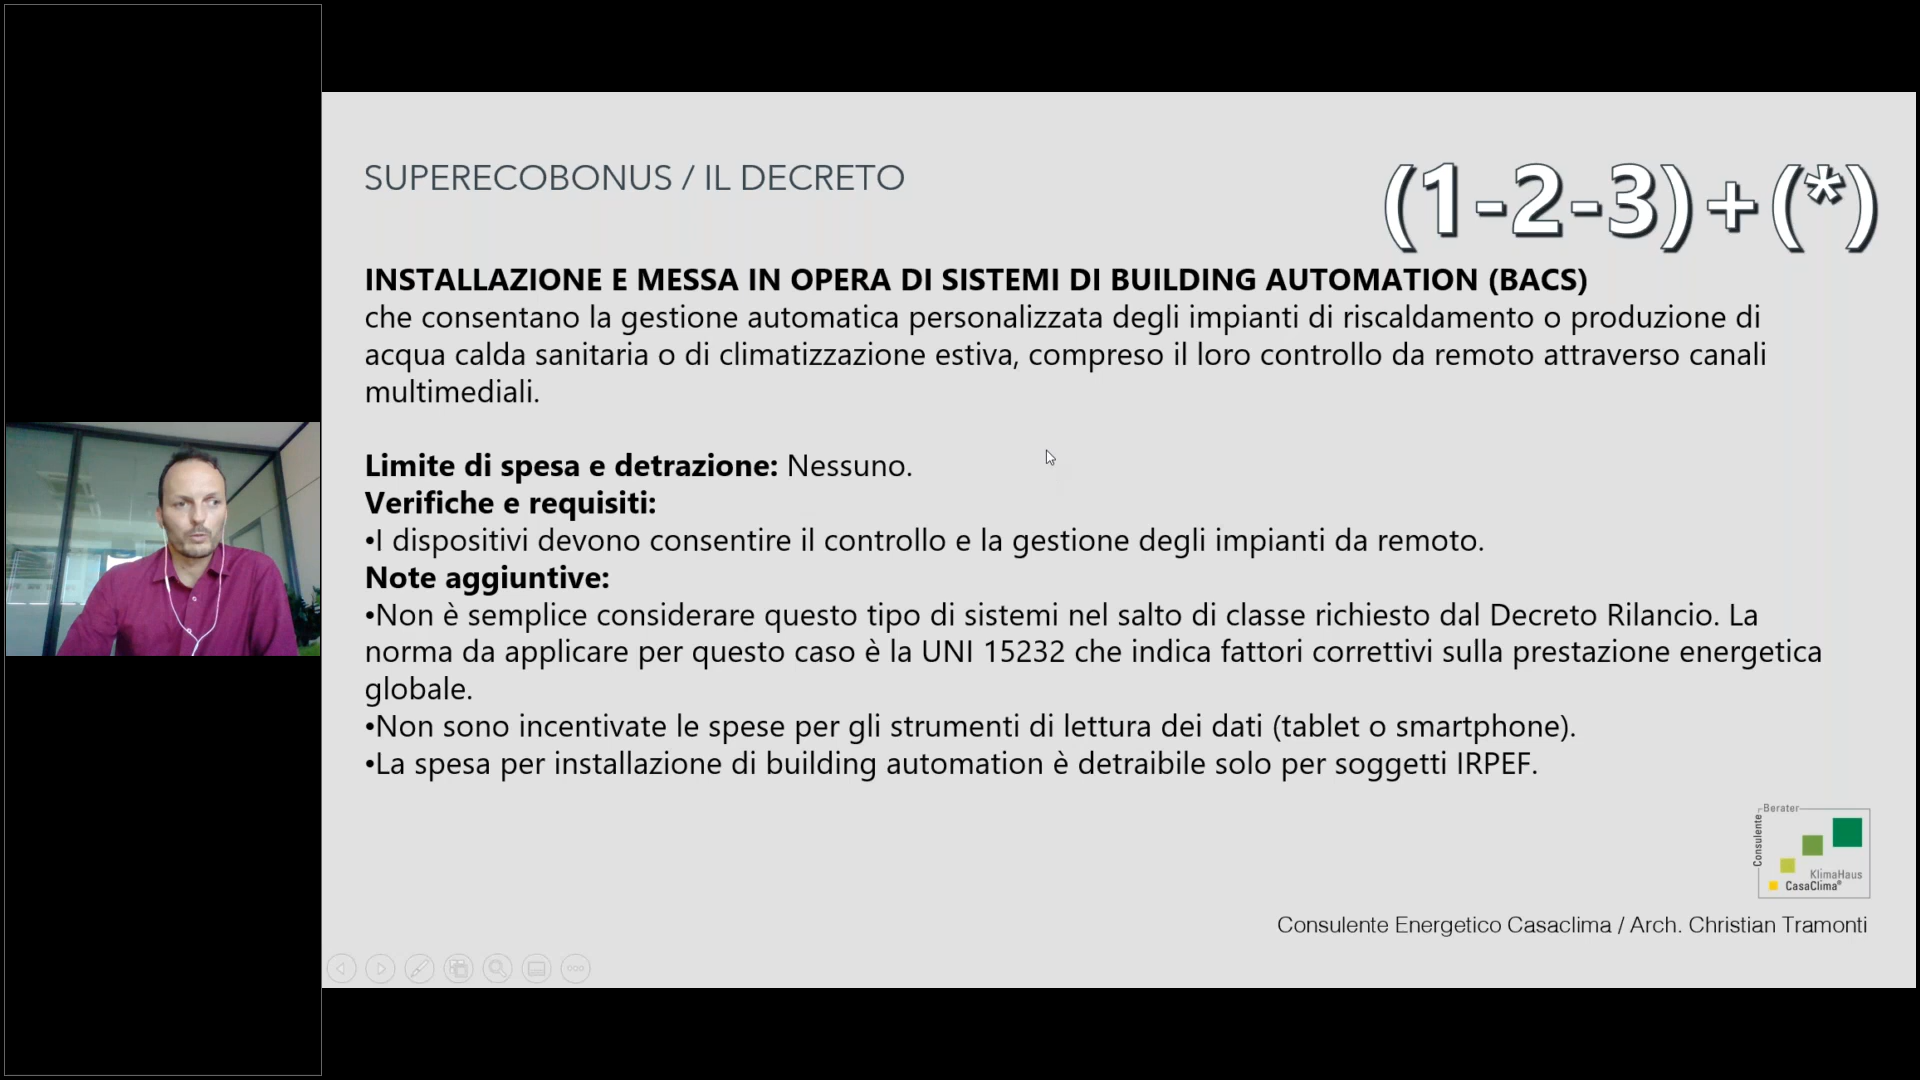 SUPERECOBONUS / IL DECRETO
(1-2-3)+(*)
INSTALLAZIONE E MESSA IN OPERA DI SISTEMI DI BUILDING AUTOMATION (BACS)
che consentano la gestione automatica personalizzata degli impianti di riscaldamento o produzione di
acqua calda sanitaria o di climatizzazione estiva, compreso il loro controllo da remoto attraverso canali
multimediali.
Limite di spesa e detrazione: Nessuno.
Verifiche e requisiti:
•I dispositivi devono consentire il controllo e la gestione degli impianti da remoto.
Note aggiuntive:
•Non è semplice considerare questo tipo di sistemi nel salto di classe richiesto dal Decreto Rilancio. La
norma da applicare per questo caso è la UNI 15232 che indica fattori correttivi sulla prestazione energetica
globale.
•Non sono incentivate le spese per gli strumenti di lettura dei dati (tablet o smartphone).
•La spesa per installazione di building automation è detraibile solo per soggetti IRPEF.
Berater
Consulente
KlimaHaus
CasaClima®
Consulente Energetico Casaclima / Arch. Christian Tramonti